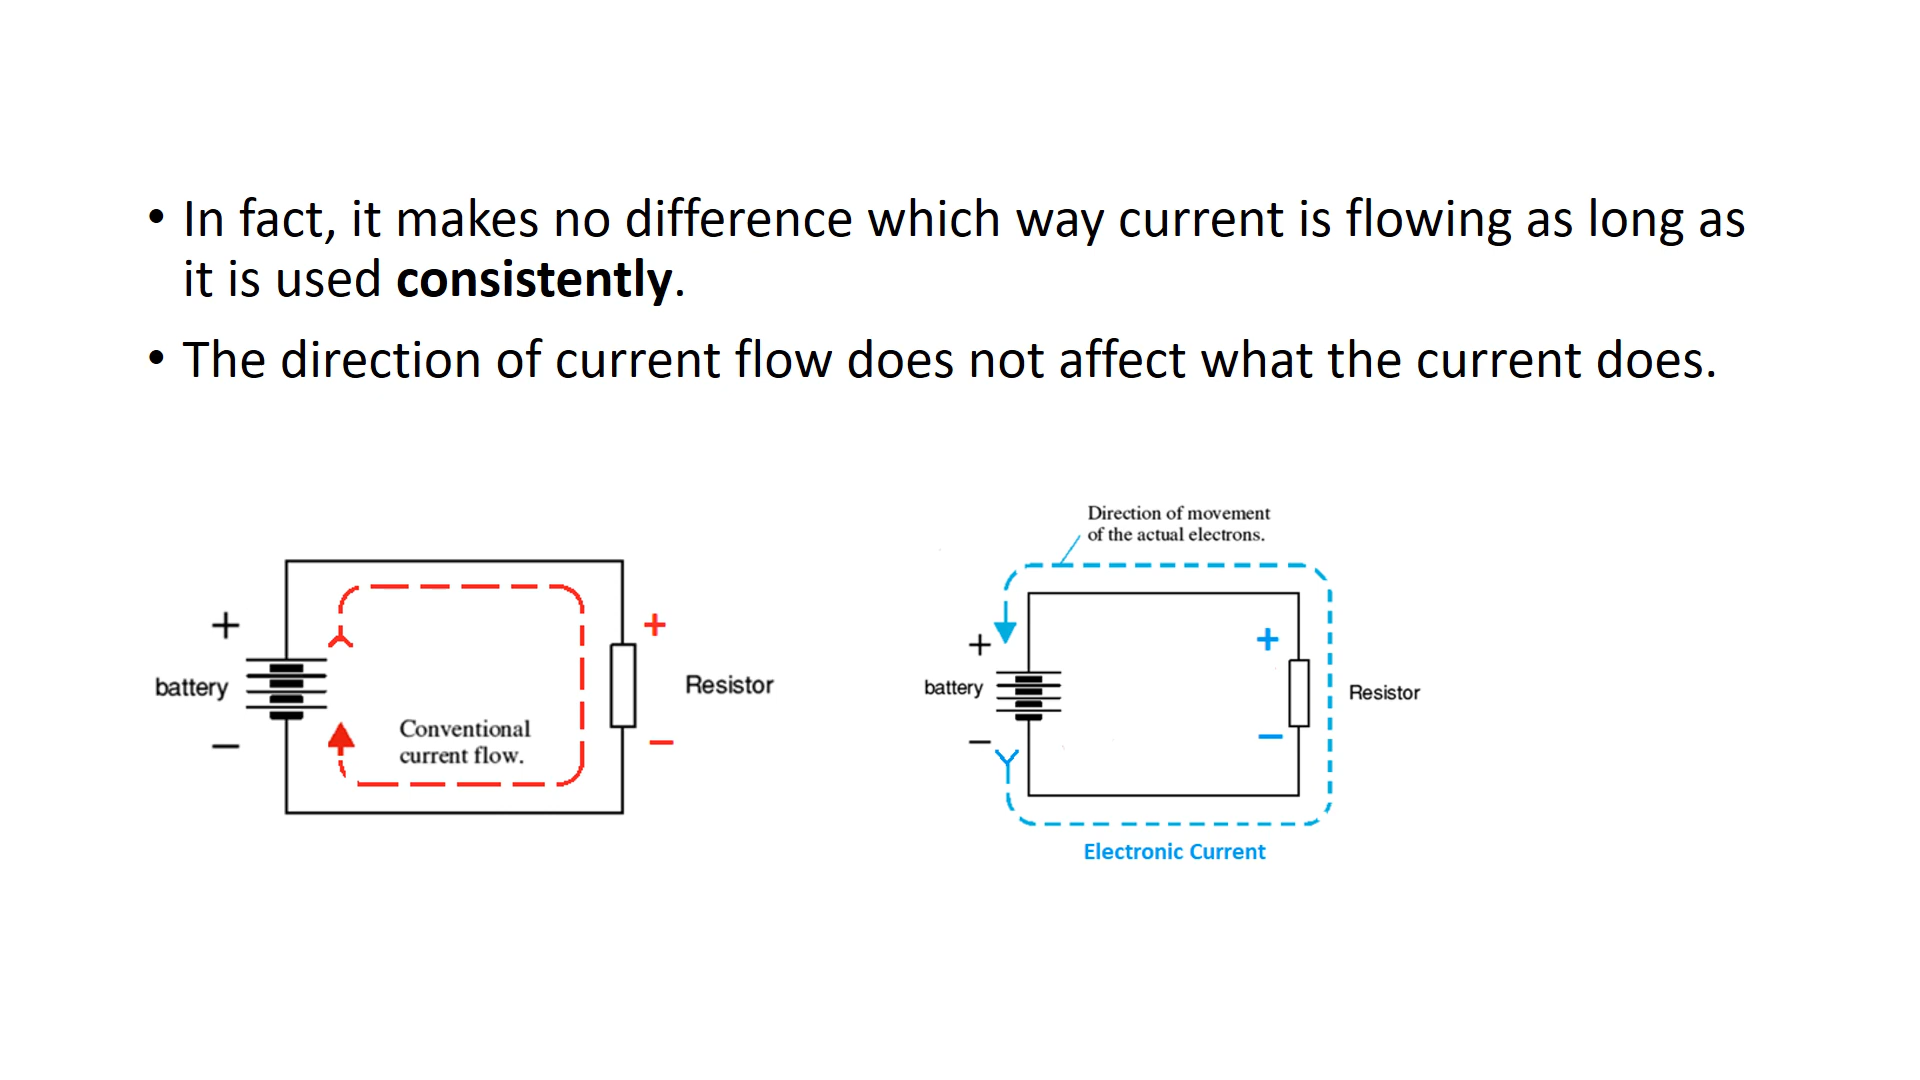 • In fact, it makes no difference which way current is flowing as long as
it is used consistently.
• The direction of current flow does not affect what the current does.
+
battery
−
Conventional
current flow.
+
Resistor
−
Direction of movement
of the actual electrons.
+
battery
−
+
Resistor
−
Electronic Current